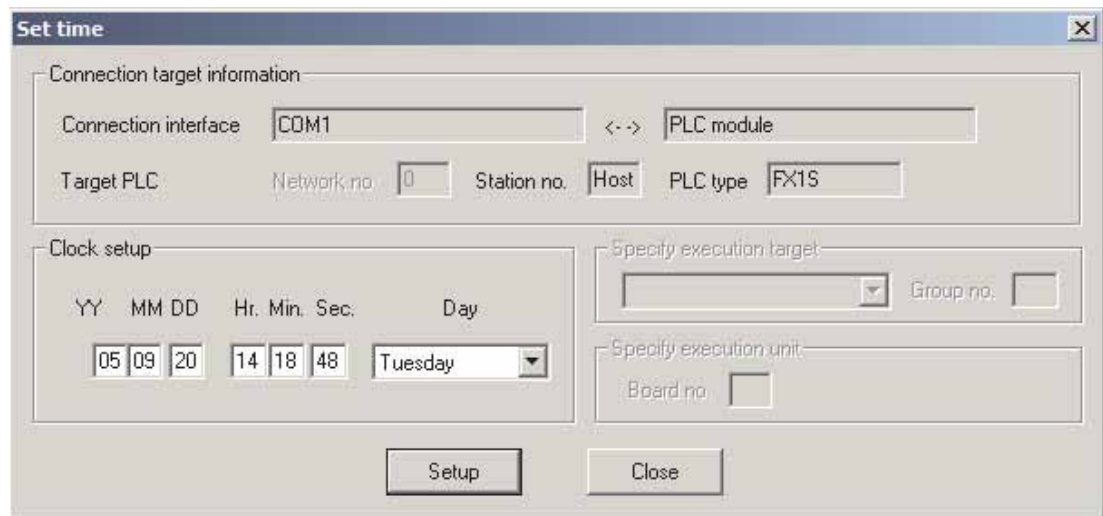 Set time
Connection target information
Connection interface COM1 <--> PLC module
Target PLC Network no 0 Station no. Host PLC type FX1S
Clock setup
YY MM DD Hr. Min. Sec. Day
05 09 20 14 18 48 Tuesday
Specify execution target
Group no.
Specify execution unit
Board no
Setup Close